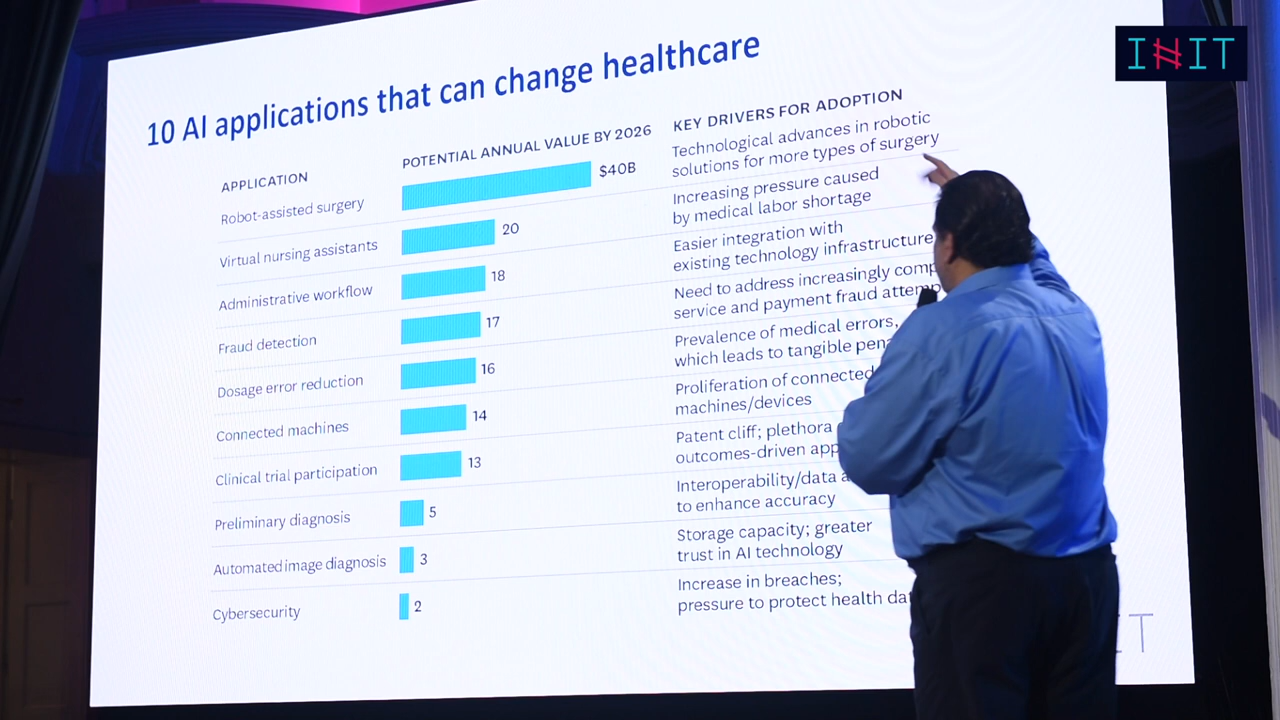 INIT
10 AI applications that can change healthcare
APPLICATION
POTENTIAL ANNUAL VALUE BY 2026
KEY DRIVERS FOR ADOPTION
Robot-assisted surgery
$40B
Technological advances in robotic
solutions for more types of surgery
Virtual nursing assistants
20
Increasing pressure caused
by medical labor shortage
Administrative workflow
18
Easier integration with
existing technology infrastructure
Fraud detection
17
Need to address increasingly
service and payment fraud
Dosage error reduction
16
Prevalence of medical errors,
which leads to tangible
Connected machines
14
Proliferation of connected
machines/devices
Clinical trial participation
13
Patent cliff; plethora
outcomes-driven
Preliminary diagnosis
5
Interoperability/data
to enhance accuracy
Automated image diagnosis
3
Storage capacity; greater
trust in AI technology
Cybersecurity
2
Increase in breaches;
pressure to protect health